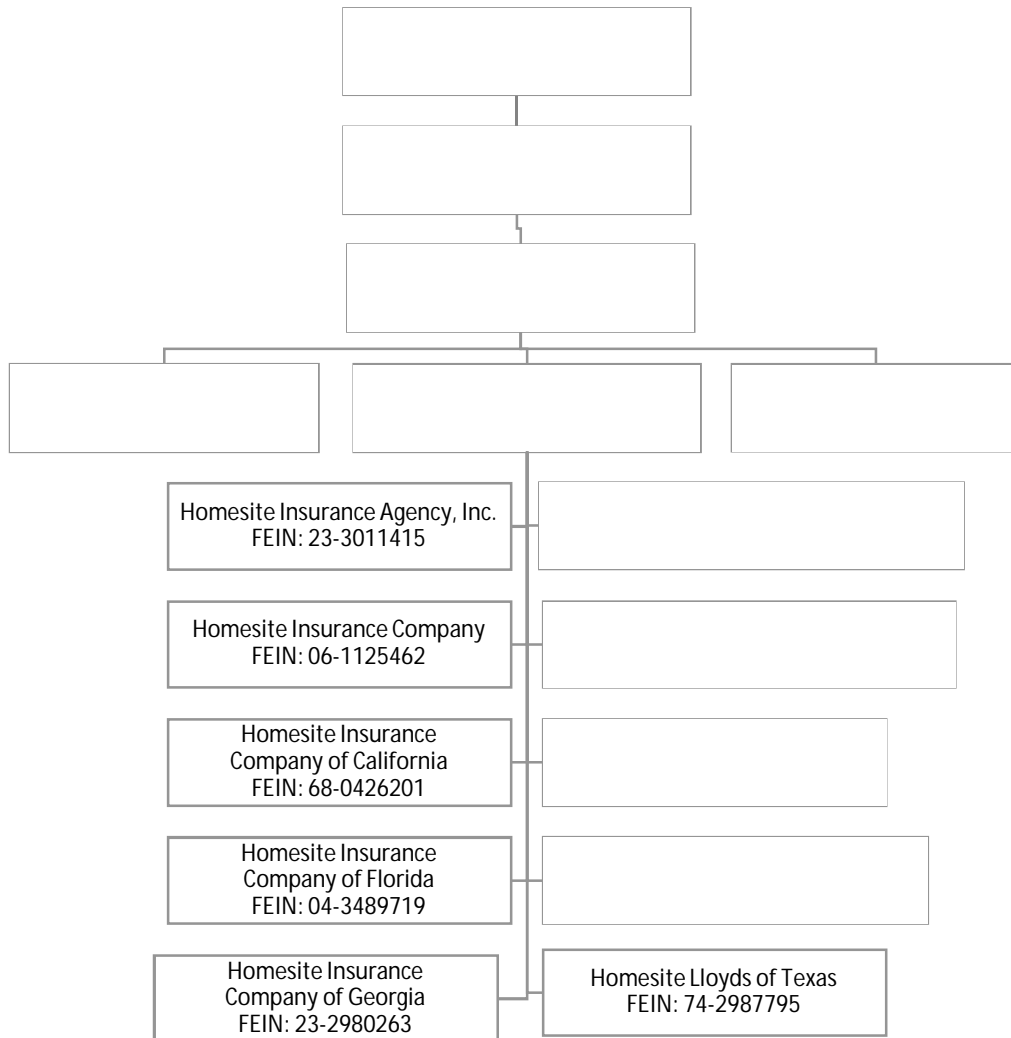 Homesite Insurance Agency, Inc.
FEIN: 23-3011415
Homesite Insurance Company
FEIN: 06-1125462
Homesite Insurance
Company of California
FEIN: 68-0426201
Homesite Insurance
Company of Florida
FEIN: 04-3489719
Homesite Insurance
Company of Georgia
FEIN: 23-2980263
Homesite Lloyds of Texas
FEIN: 74-2987795